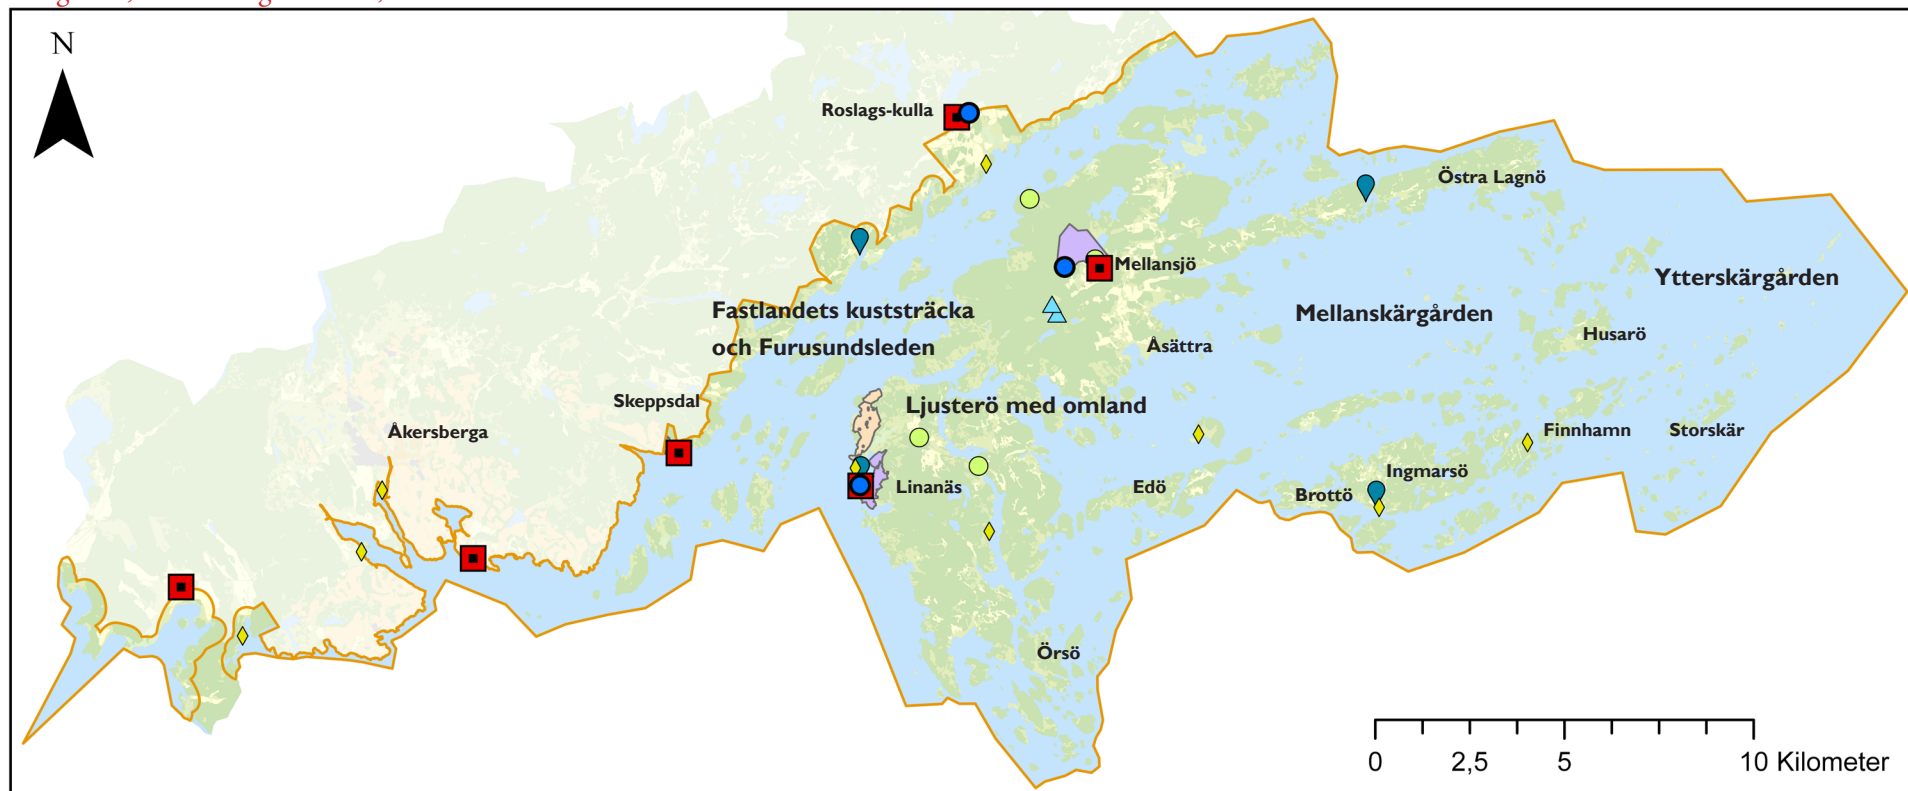 N
Roslags-kulla
Östra Lagnö
Mellansjö
Ytterskärgården
Fastlandets kuststräcka
och Furusundsleden
Mellanskärgården
Husarö
Åsättra
Skeppsdal
Ljusterö med omland
Åkersberga
Finnhamn
Storskär
Ingmarsö
Linanäs
Edö
Brottö
Örsö
0
2,5
5
10 Kilometer